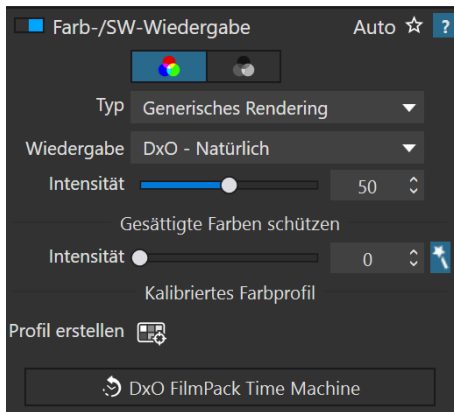 Farb-/SW-Wiedergabe Auto ?
Typ Generisches Rendering
Wiedergabe DxO - Natürlich
Intensität 50
Gesättigte Farben schützen
Intensität 0
Kalibriertes Farbprofil
Profil erstellen
DxO FilmPack Time Machine